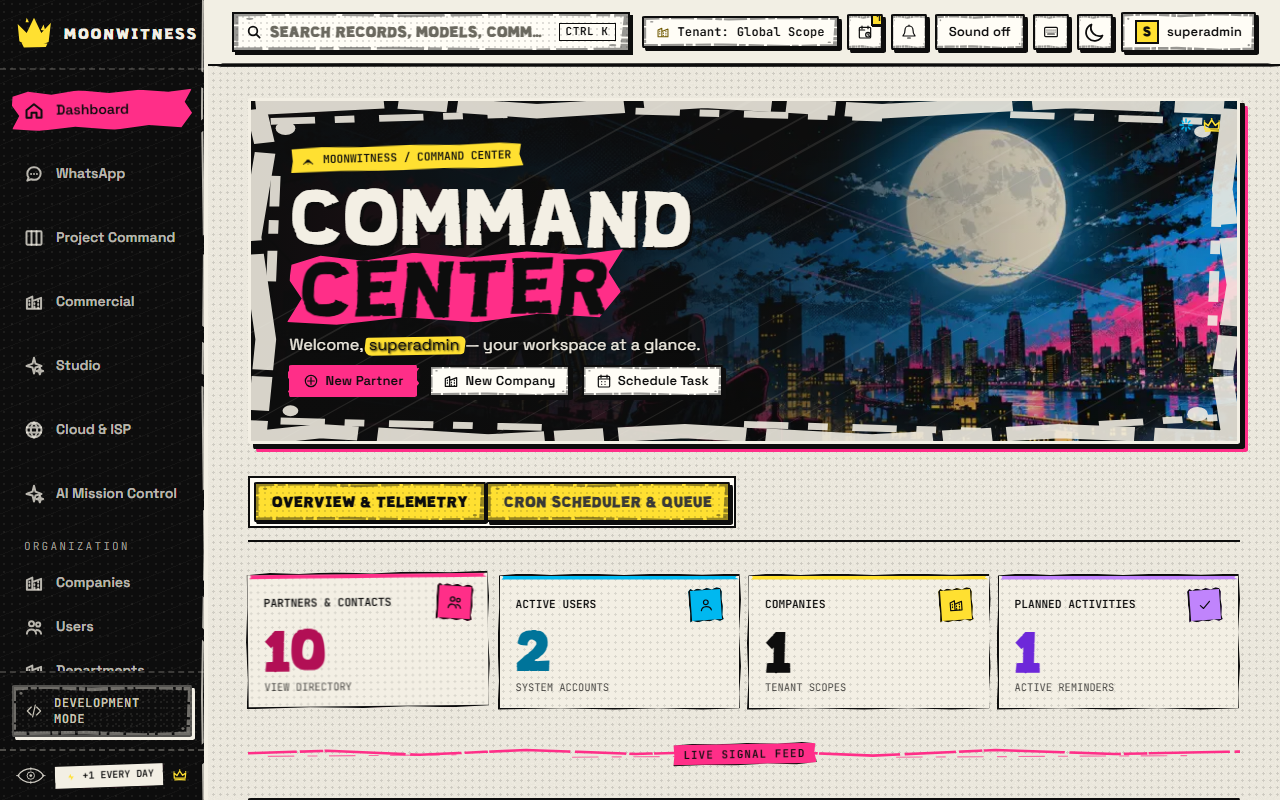 MOONWITNESS
SEARCH RECORDS, MODELS, COMM...
CTRL K
Tenant: Global Scope
Sound off
S
superadmin
Dashboard
WhatsApp
Project Command
Commercial
Studio
Cloud & ISP
AI Mission Control
ORGANIZATION
Companies
Users
Departments
DEVELOPMENT
MODE
+1 EVERY DAY
MOONWITNESS / COMMAND CENTER
COMMAND
CENTER
Welcome, superadmin — your workspace at a glance.
New Partner
New Company
Schedule Task
OVERVIEW & TELEMETRY
CRON SCHEDULER & QUEUE
PARTNERS & CONTACTS
10
VIEW DIRECTORY
ACTIVE USERS
2
SYSTEM ACCOUNTS
COMPANIES
1
TENANT SCOPES
PLANNED ACTIVITIES
1
ACTIVE REMINDERS
LIVE SIGNAL FEED